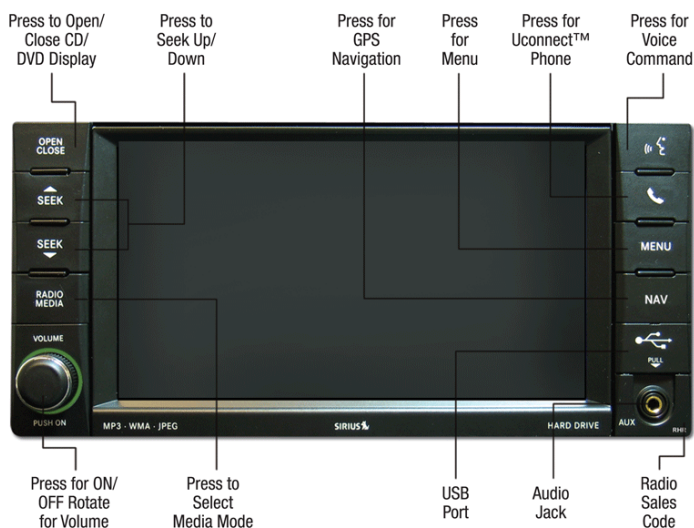 Press to Open/
Close CD/
DVD Display
Press to
Seek Up/
Down
Press for
GPS
Navigation
Press
for
Menu
Press for
Uconnect™
Phone
Press for
Voice
Command
OPEN
CLOSE
SEEK
SEEK
RADIO
MEDIA
VOLUME
PUSH ON
MENU
NAV
PULL
AUX
MP3 · WMA · JPEG
SIRIUS
HARD DRIVE
Press for ON/
OFF Rotate
for Volume
Press to
Select
Media Mode
USB
Port
Audio
Jack
Radio
Sales
Code